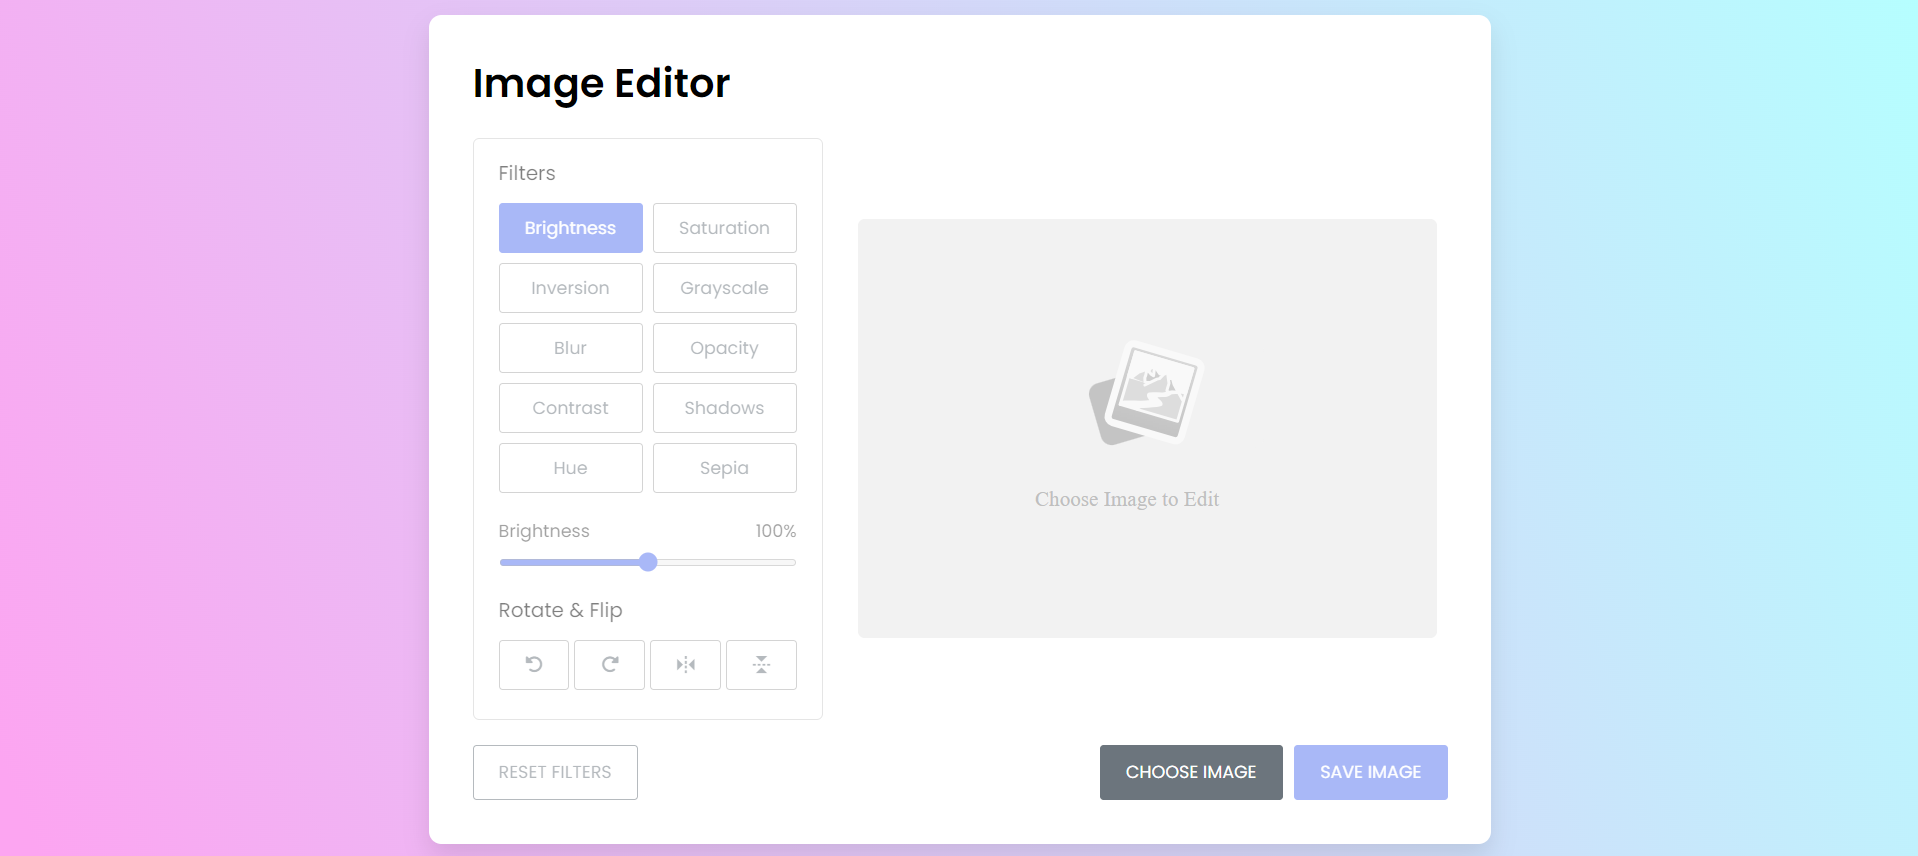 Image Editor
Filters
Brightness
Saturation
Inversion
Grayscale
Blur
Opacity
Contrast
Shadows
Hue
Sepia
Brightness 100%
Rotate & Flip
Choose Image to Edit
RESET FILTERS
CHOOSE IMAGE
SAVE IMAGE